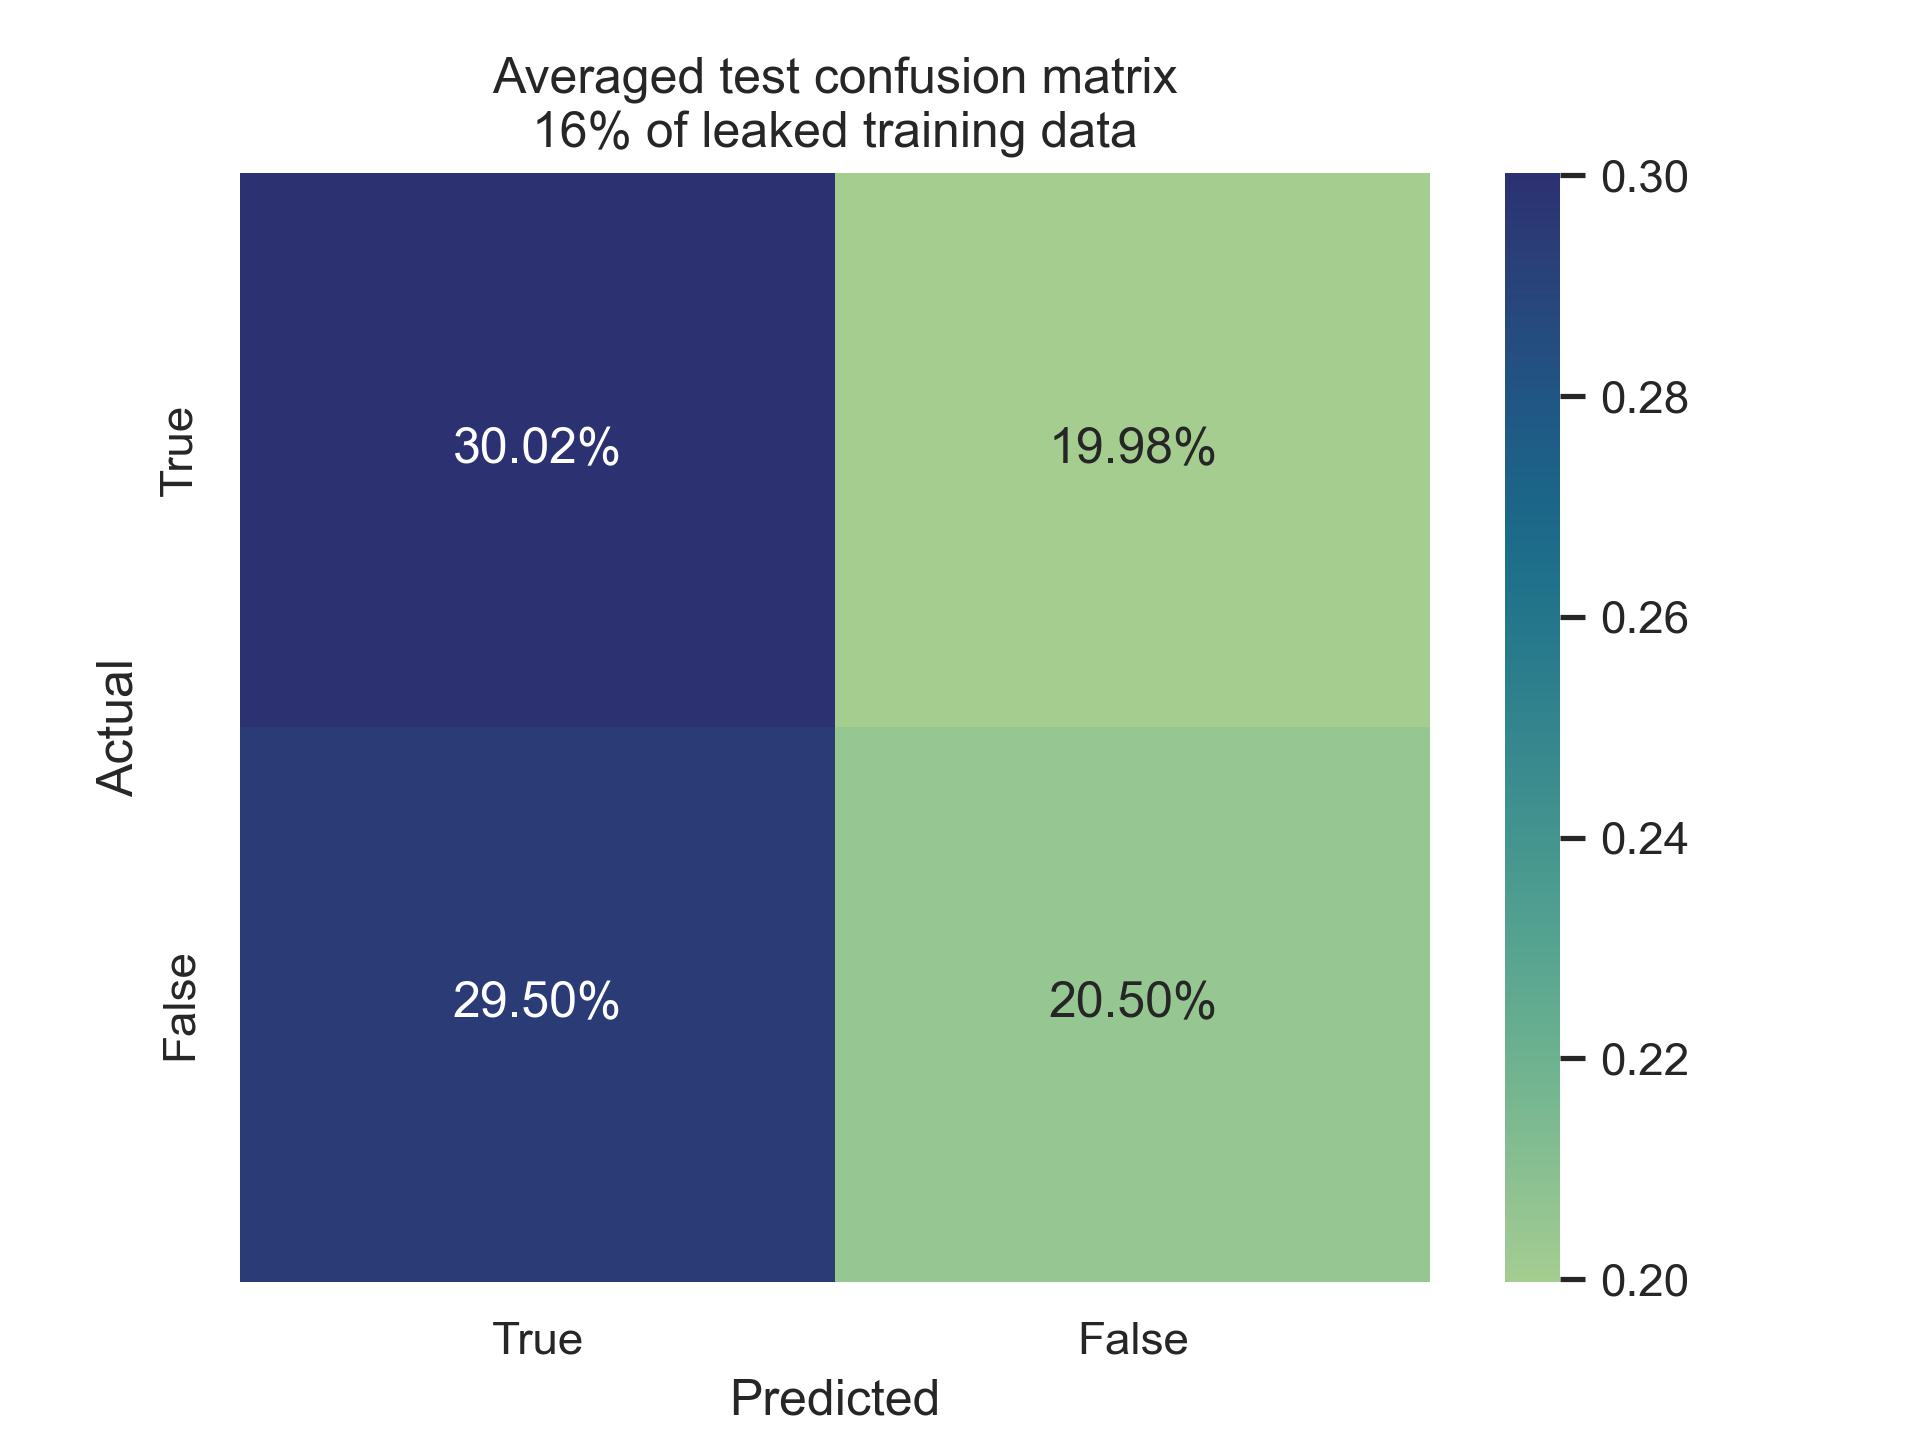 Averaged test confusion matrix
16% of leaked training data
Actual
True
False
30.02%
19.98%
29.50%
20.50%
True
False
Predicted
0.30
0.28
0.26
0.24
0.22
0.20